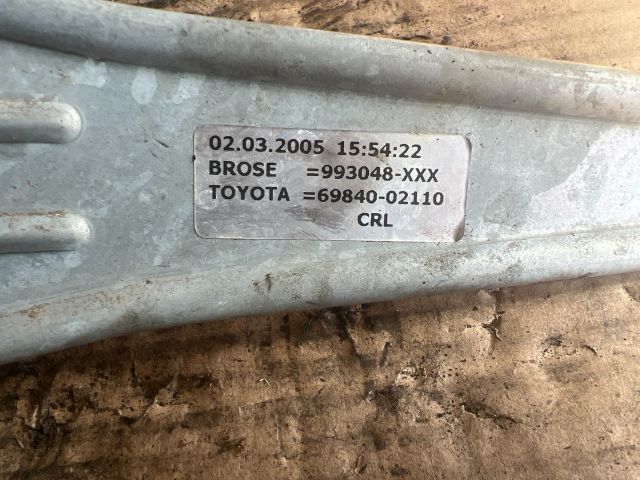 02.03.2005 15:54:22
BROSE =993048-XXX
TOYOTA =69840-02110
CRL